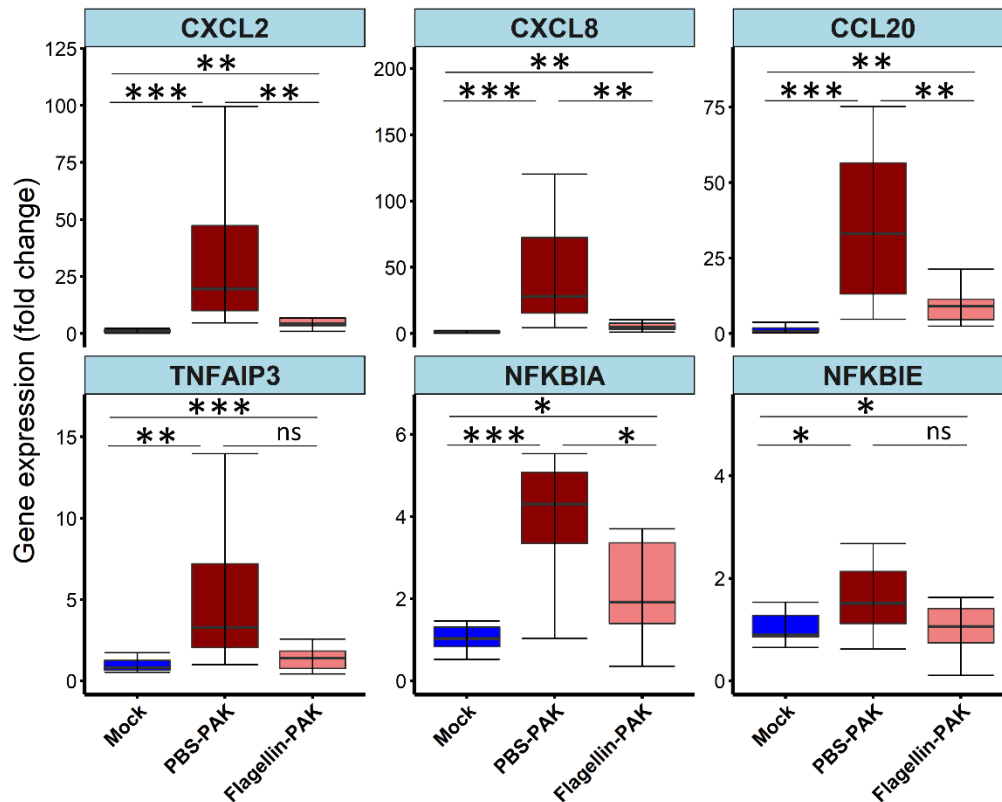 CXCL2
CXCL8
CCL20
Gene expression (fold change)
125
100
75
50
25
0
**
***
**
200
150
100
50
0
**
***
**
75
50
25
0
**
***
**
TNFAIP3
NFKBIA
NFKBIE
15
10
5
0
***
**
ns
6
4
2
0
*
***
*
4
2
0
*
*
ns
Mock
PBS-PAK
Flagellin-PAK
Mock
PBS-PAK
Flagellin-PAK
Mock
PBS-PAK
Flagellin-PAK